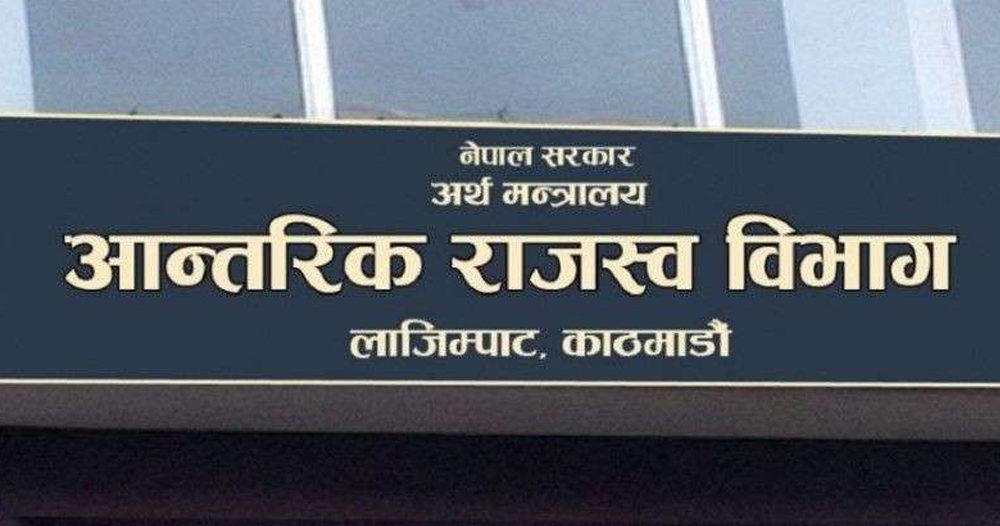 नेपाल सरकार
अर्थ मन्त्रालय
आन्तरिक राजस्व विभाग
लाजिम्पाट, काठमाडौं